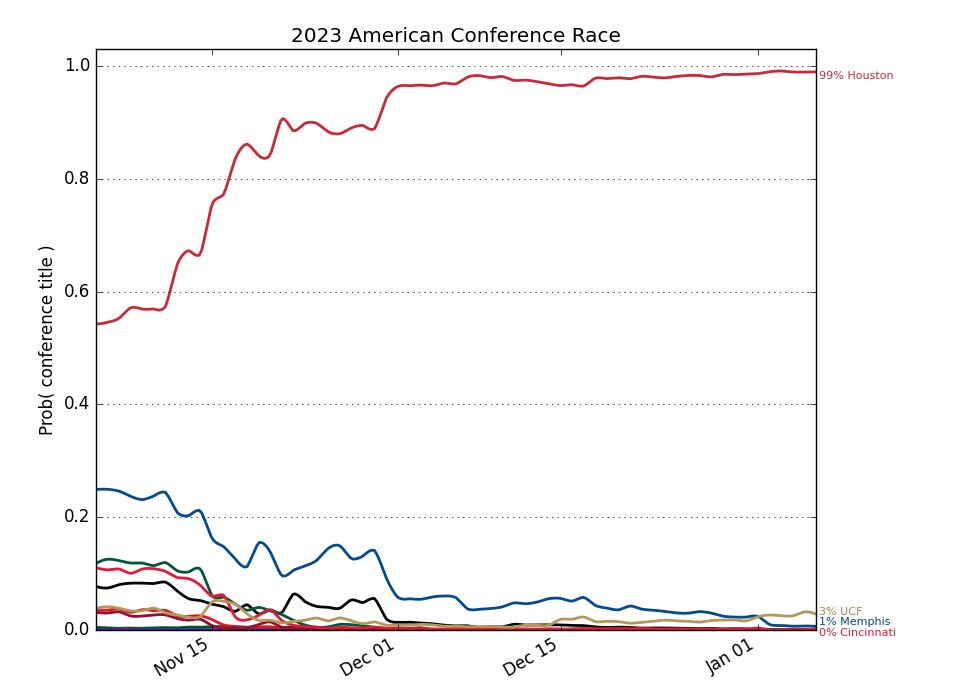 2023 American Conference Race
Prob( conference title )
1.0
0.8
0.6
0.4
0.2
0.0
99% Houston
3% UCF
1% Memphis
0% Cincinnati
Nov 15
Dec 01
Dec 15
Jan 01